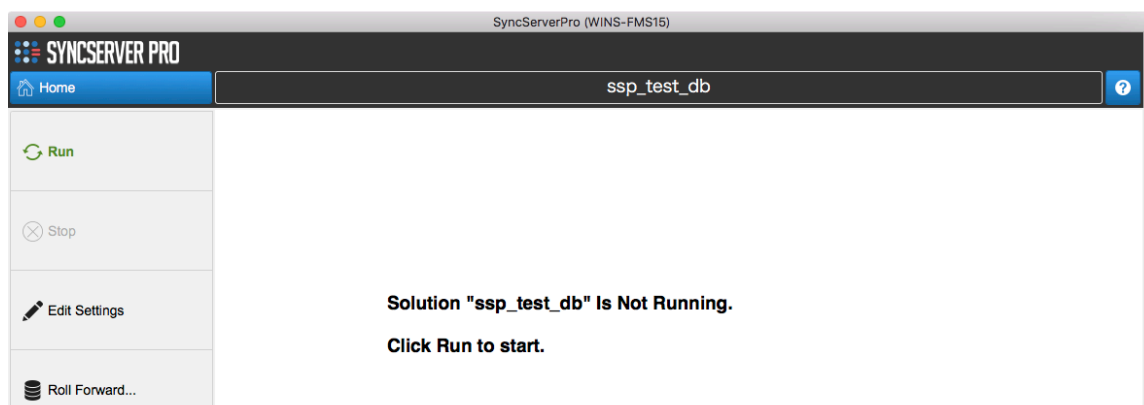 SyncServerPro (WINS-FMS15)
SYNCSERVER PRO
Home
ssp_test_db
?
Run
Stop
Edit Settings
Roll Forward...
Solution "ssp_test_db" Is Not Running.
Click Run to start.